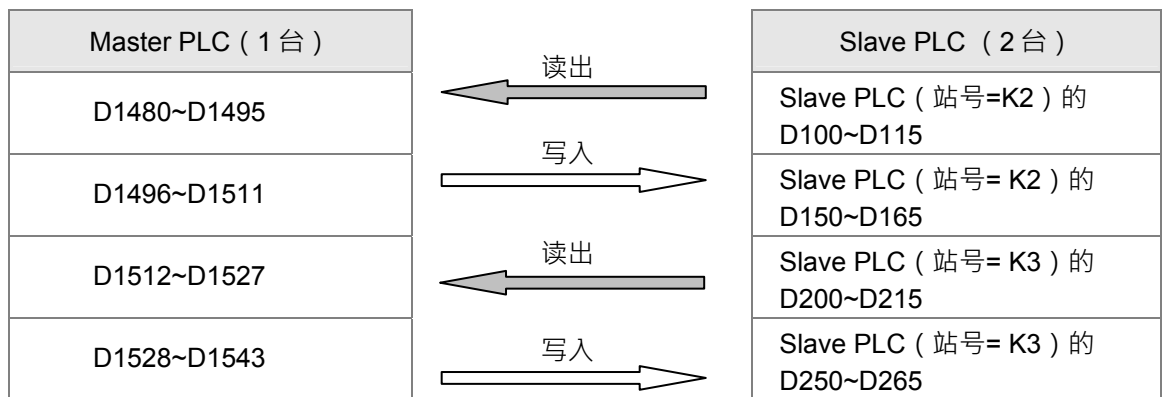 Master PLC（1 台）
读出
Slave PLC （2 台）
D1480~D1495
Slave PLC（站号=K2）的
D100~D115
写入
D1496~D1511
Slave PLC（站号= K2）的
D150~D165
读出
D1512~D1527
Slave PLC（站号= K3）的
D200~D215
写入
D1528~D1543
Slave PLC（站号= K3）的
D250~D265